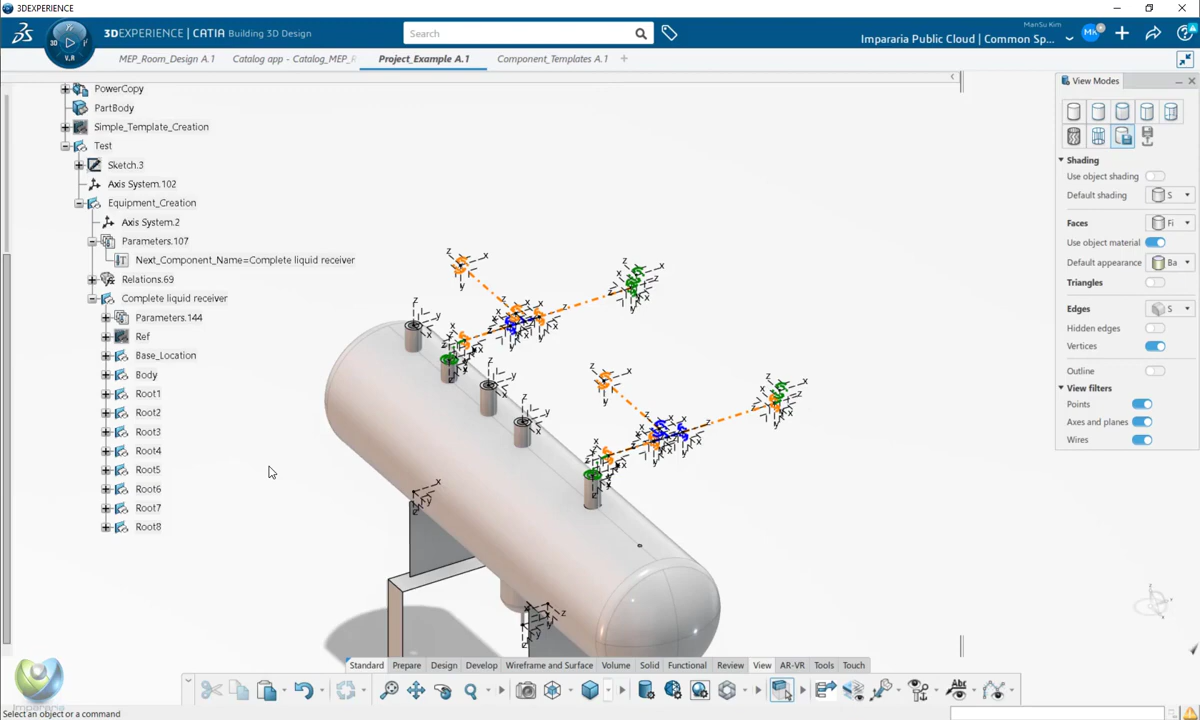 3DEXPERIENCE
3DEXPERIENCE | CATIA Building 3D Design
Search
ManSu Kim
Impararia Public Cloud | Common Sp...
MEP_Room_Design A.1
Catalog app - Catalog_MEP_R
Project_Example A.1
Component_Templates A.1
PowerCopy
PartBody
Simple_Template_Creation
Test
Sketch.3
Axis System.102
Equipment_Creation
Axis System.2
Parameters.107
Next_Component_Name=Complete liquid receiver
Relations.69
Complete liquid receiver
Parameters.144
Ref
Base_Location
Body
Root1
Root2
Root3
Root4
Root5
Root6
Root7
Root8
View Modes
Shading
Use object shading
Default shading S
Faces Fi
Use object material
Default appearance Ba
Triangles
Edges S
Hidden edges
Vertices
Outline
View filters
Points
Axes and planes
Wires
Standard Prepare Design Develop Wireframe and Surface Volume Solid Functional Review View AR-VR Tools Touch
Abc
Select an object or a command